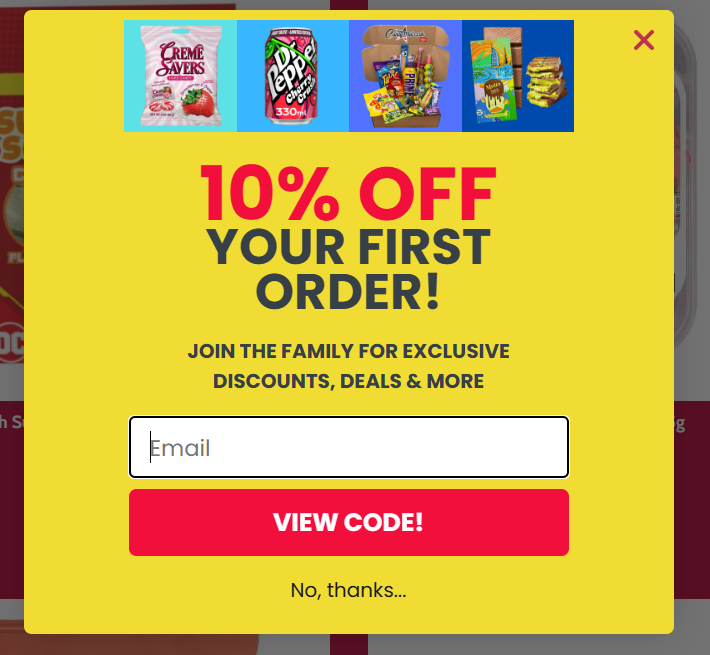 CREME
SAVERS
Dr Pepper
Cherry
330ml
10% OFF
YOUR FIRST
ORDER!
JOIN THE FAMILY FOR EXCLUSIVE
DISCOUNTS, DEALS & MORE
Email
VIEW CODE!
No, thanks...